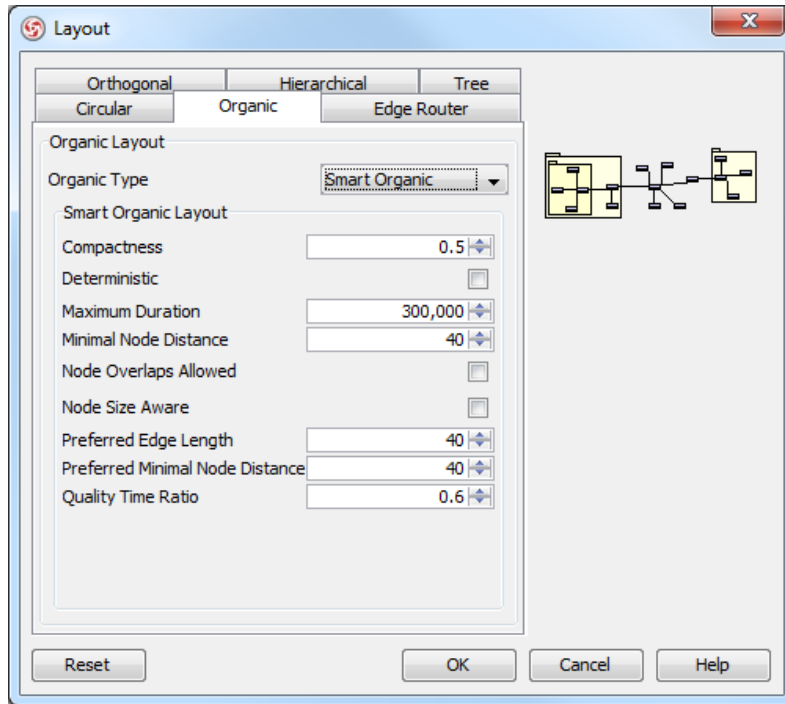 Layout
Orthogonal Hierarchical Tree
Circular Organic Edge Router
Organic Layout
Organic Type Smart Organic
Smart Organic Layout
Compactness 0.5
Deterministic
Maximum Duration 300,000
Minimal Node Distance 40
Node Overlaps Allowed
Node Size Aware
Preferred Edge Length 40
Preferred Minimal Node Distance 40
Quality Time Ratio 0.6
Reset OK Cancel Help